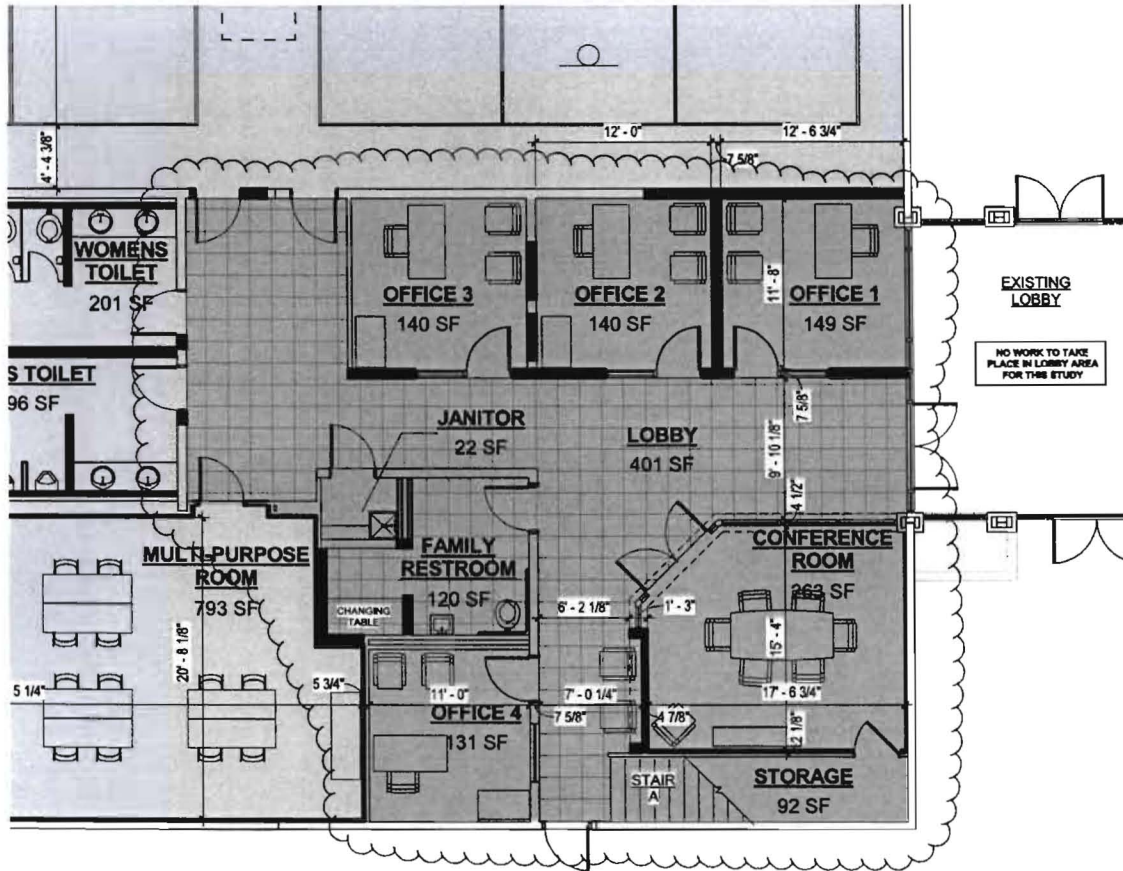 12' - 0"
12' - 6 3/4"
7 5/8"
4' - 4 3/8"
WOMENS
TOILET
201 SF
OFFICE 3
140 SF
OFFICE 2
140 SF
11' - 8"
OFFICE 1
149 SF
EXISTING
LOBBY
NO WORK TO TAKE
PLACE IN LOBBY AREA
FOR THIS STUDY
S TOILET
96 SF
JANITOR
22 SF
LOBBY
401 SF
7 5/8"
9' - 10 1/8"
4 1/2"
MULTI-PURPOSE
ROOM
793 SF
FAMILY
RESTROOM
120 SF
CHANGING
TABLE
CONFERENCE
ROOM
263 SF
6' - 2 1/8"
1' - 3"
15' - 4"
20' - 8 1/8"
5 1/4"
5 3/4"
11' - 0"
7' - 0 1/4"
17' - 6 3/4"
7 5/8"
4 7/8"
2 1/8"
OFFICE 4
131 SF
STAIR
A
STORAGE
92 SF